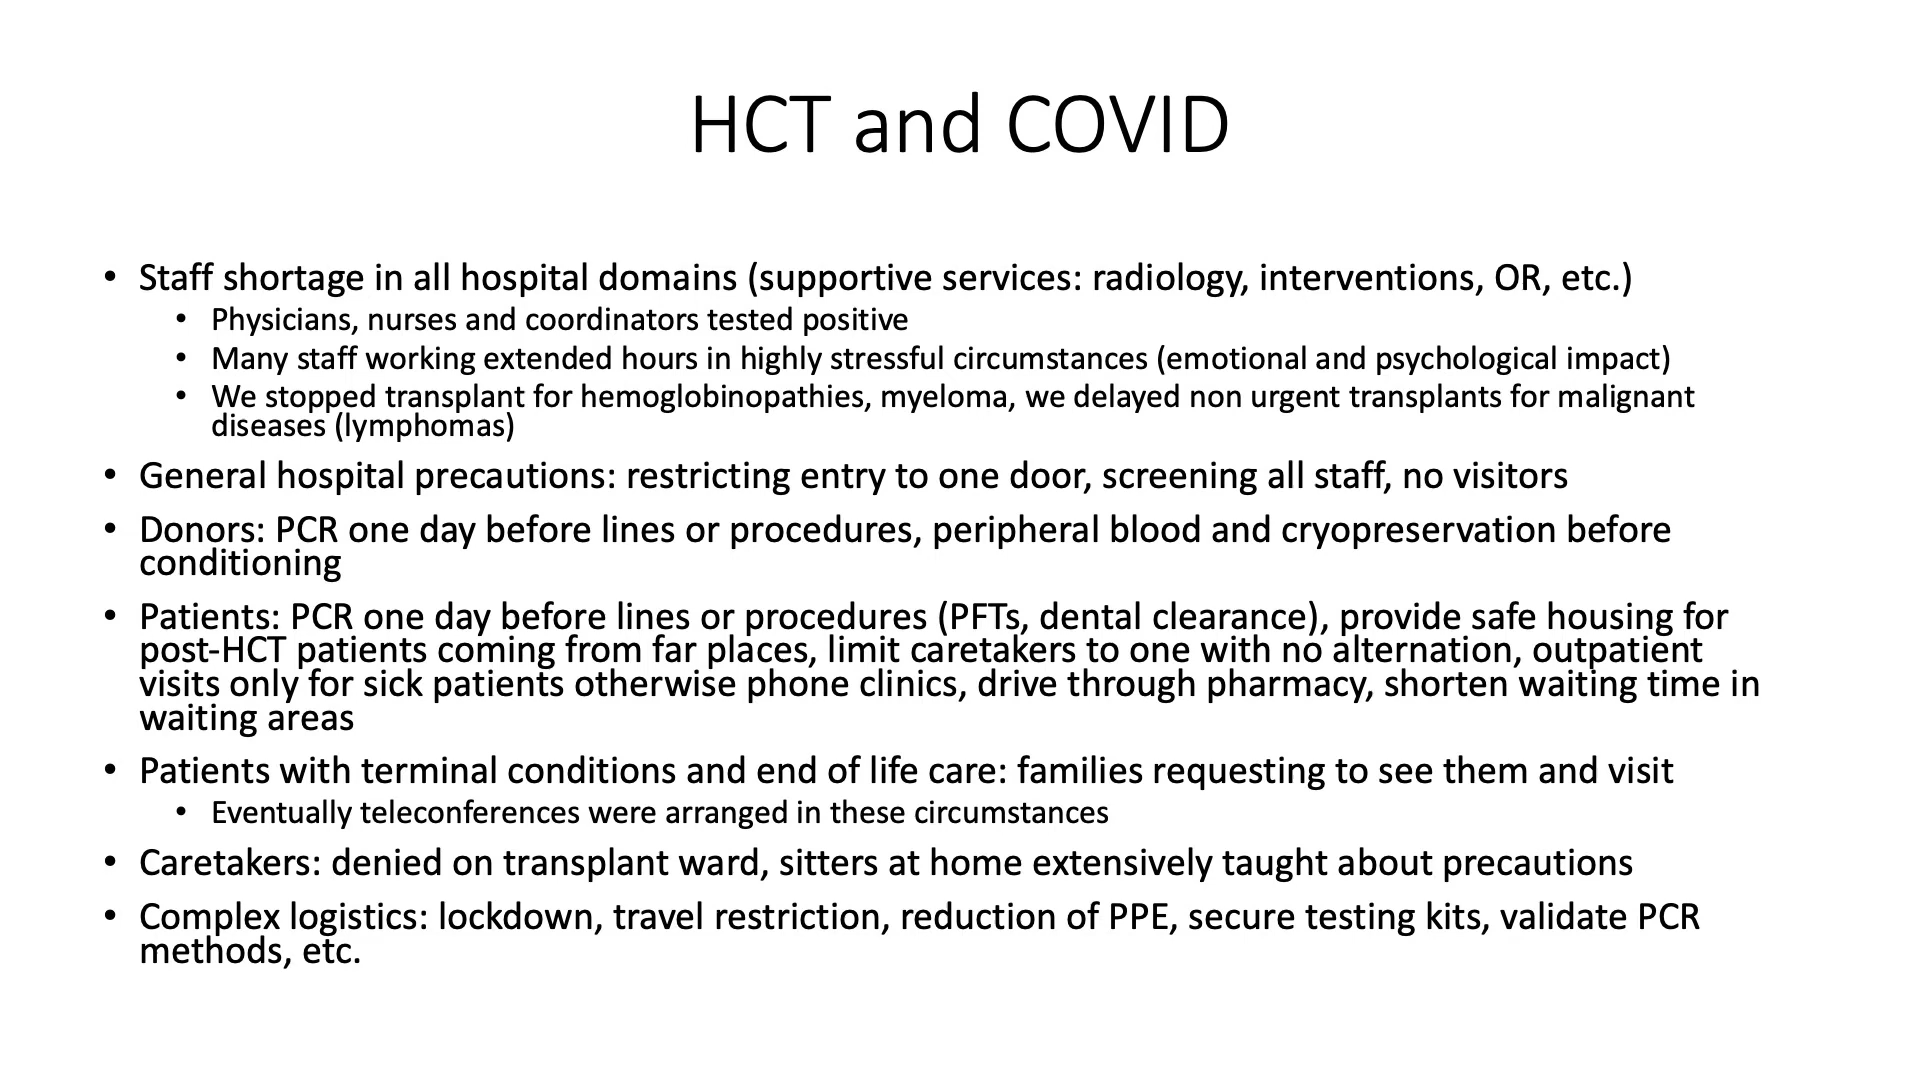 HCT and COVID
• Staff shortage in all hospital domains (supportive services: radiology, interventions, OR, etc.)
• Physicians, nurses and coordinators tested positive
• Many staff working extended hours in highly stressful circumstances (emotional and psychological impact)
• We stopped transplant for hemoglobinopathies, myeloma, we delayed non urgent transplants for malignant
diseases (lymphomas)
• General hospital precautions: restricting entry to one door, screening all staff, no visitors
• Donors: PCR one day before lines or procedures, peripheral blood and cryopreservation before
conditioning
• Patients: PCR one day before lines or procedures (PFTs, dental clearance), provide safe housing for
post-HCT patients coming from far places, limit caretakers to one with no alternation, outpatient
visits only for sick patients otherwise phone clinics, drive through pharmacy, shorten waiting time in
waiting areas
• Patients with terminal conditions and end of life care: families requesting to see them and visit
• Eventually teleconferences were arranged in these circumstances
• Caretakers: denied on transplant ward, sitters at home extensively taught about precautions
• Complex logistics: lockdown, travel restriction, reduction of PPE, secure testing kits, validate PCR
methods, etc.